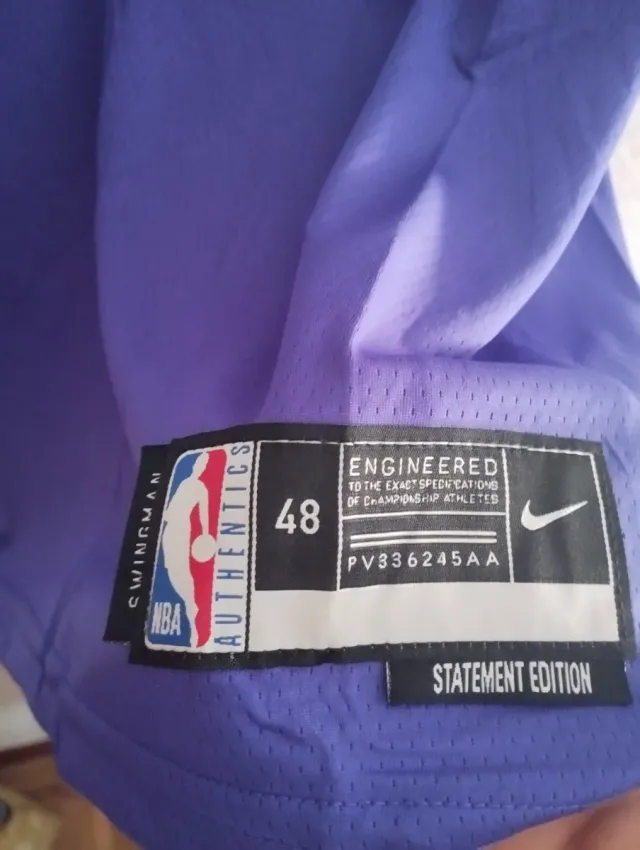 SWINGMAN
NBA
AUTHENTICS
48
ENGINEERED
TO THE EXACT SPECIFICATIONS
OF CHAMPIONSHIP ATHLETES
PV336245AA
STATEMENT EDITION